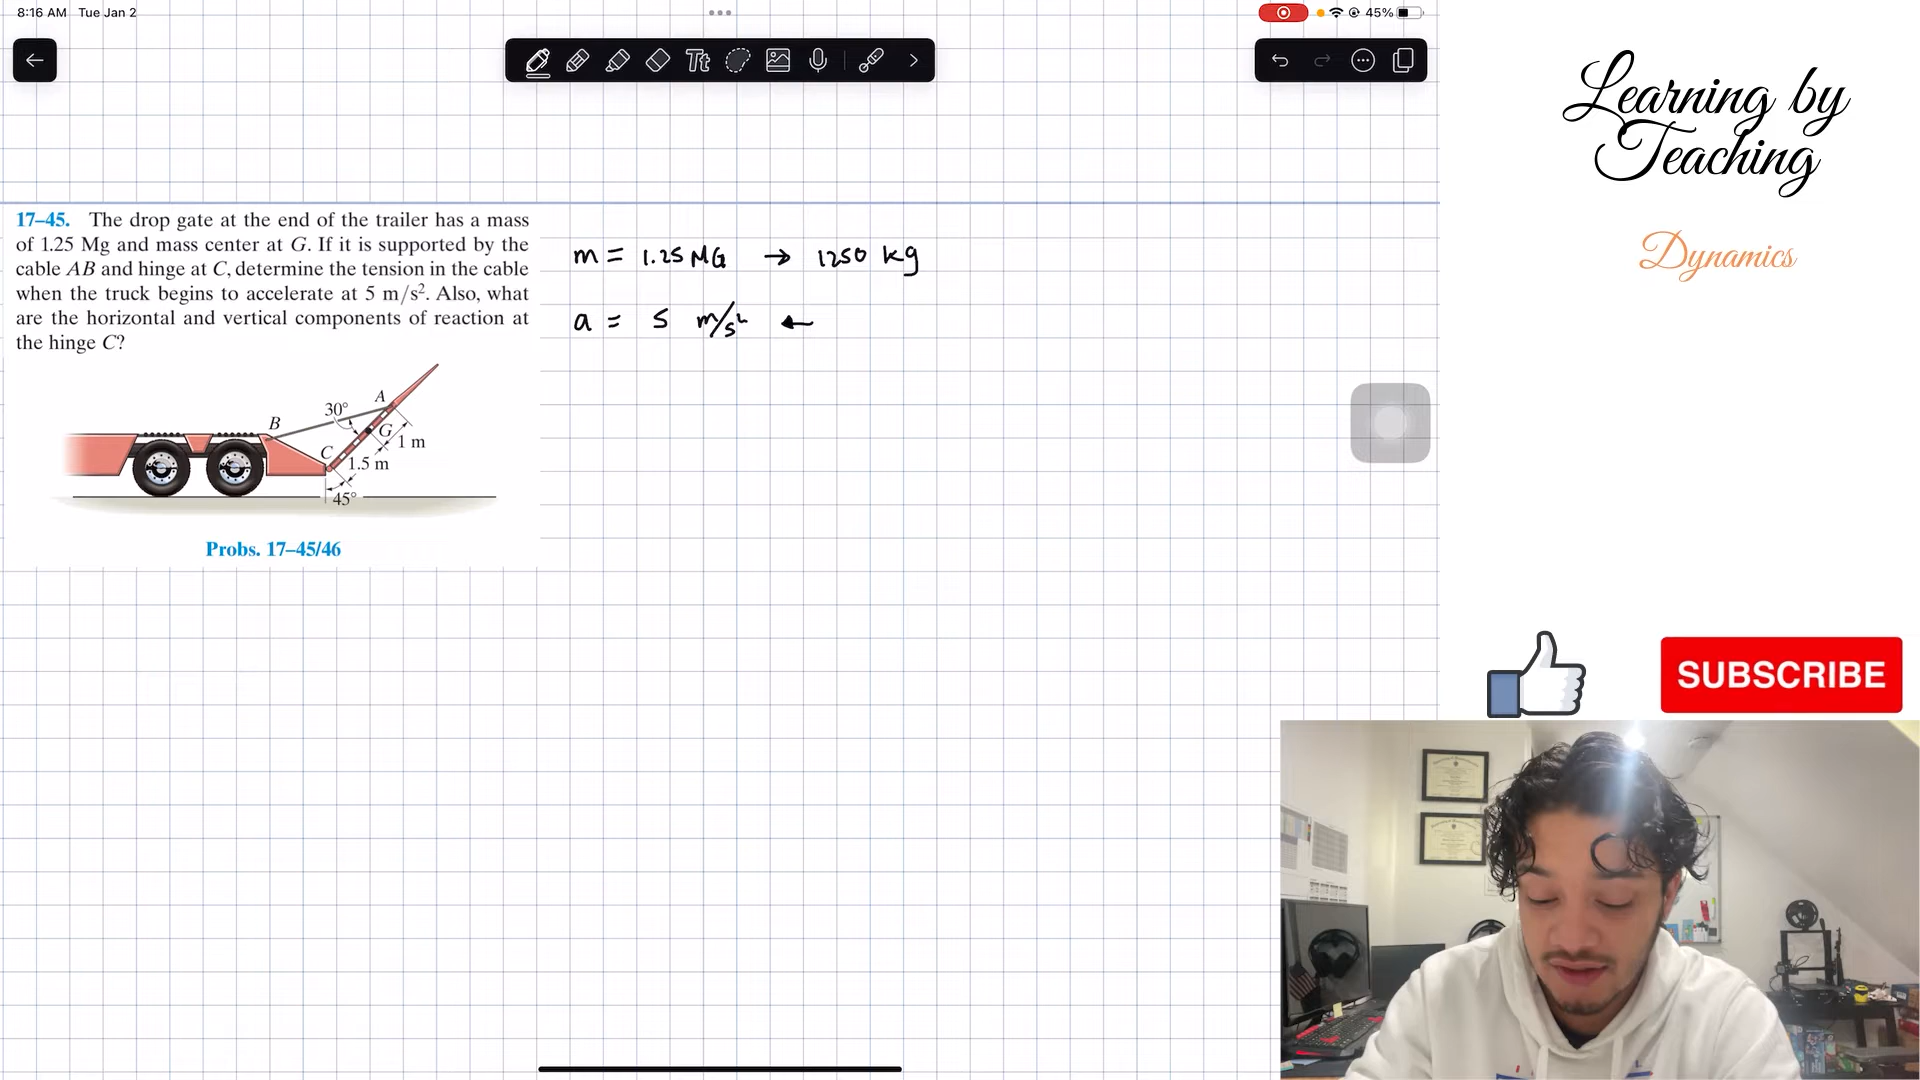 8:16 AM Tue Jan 2
45%
Tt
17–45. The drop gate at the end of the trailer has a mass
of 1.25 Mg and mass center at G. If it is supported by the
cable AB and hinge at C, determine the tension in the cable
when the truck begins to accelerate at 5 m/s². Also, what
are the horizontal and vertical components of reaction at
the hinge C?
A
30°
B
G
1 m
C
1.5 m
45°
Probs. 17–45/46
m = 1.25 MG → 1250 kg
a = 5 m/s² ←
Learning by
Teaching
Dynamics
SUBSCRIBE